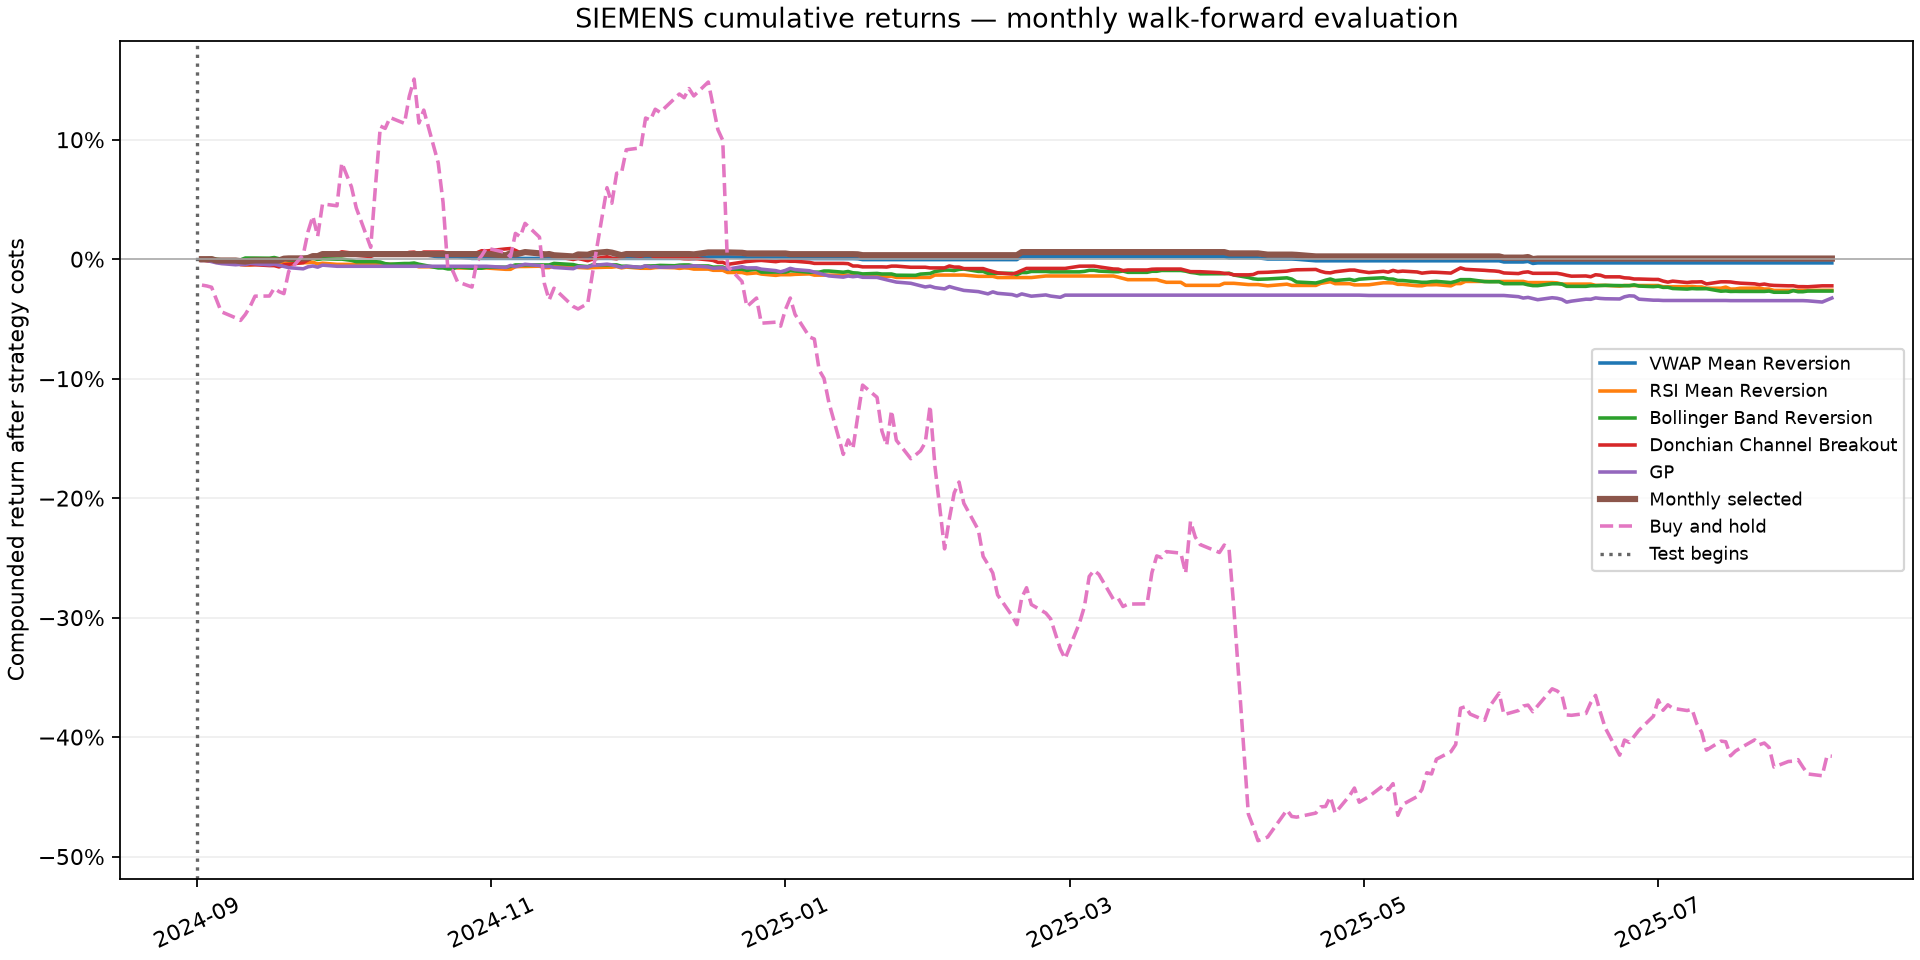 SIEMENS cumulative returns — monthly walk-forward evaluation
Compounded return after strategy costs
10%
0%
−10%
−20%
−30%
−40%
−50%
VWAP Mean Reversion
RSI Mean Reversion
Bollinger Band Reversion
Donchian Channel Breakout
GP
Monthly selected
Buy and hold
Test begins
2024-09
2024-11
2025-01
2025-03
2025-05
2025-07